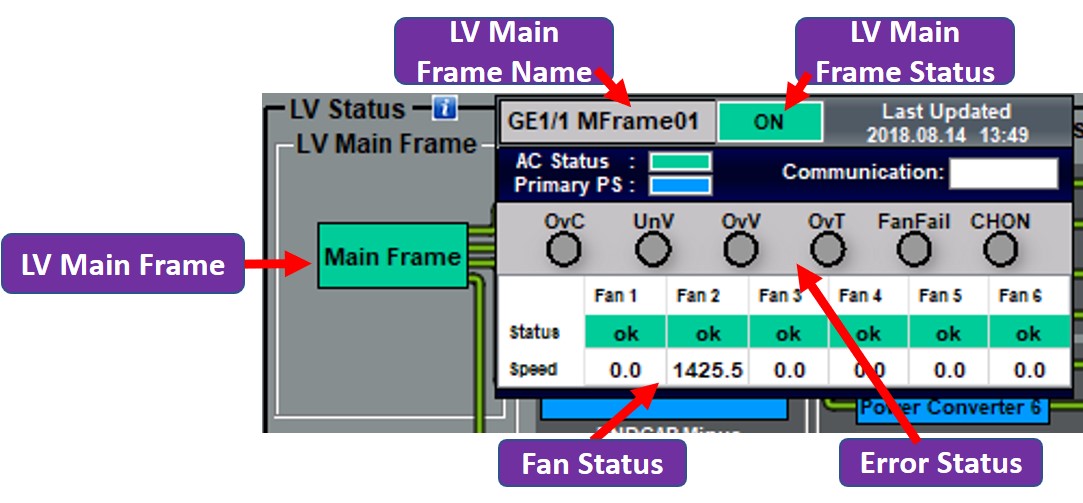 LV Main
Frame Name
LV Main
Frame Status
LV Status
i
LV Main Frame
GE1/1 MFrame01
ON
Last Updated
2018.08.14 13:49
AC Status :
Primary PS :
Communication:
OvC UnV OvV OvT FanFail CHON
LV Main Frame
Main Frame
Fan 1 Fan 2 Fan 3 Fan 4 Fan 5 Fan 6
Status ok ok ok ok ok ok
Speed 0.0 1425.5 0.0 0.0 0.0 0.0
Power Converter 6
Fan Status
Error Status